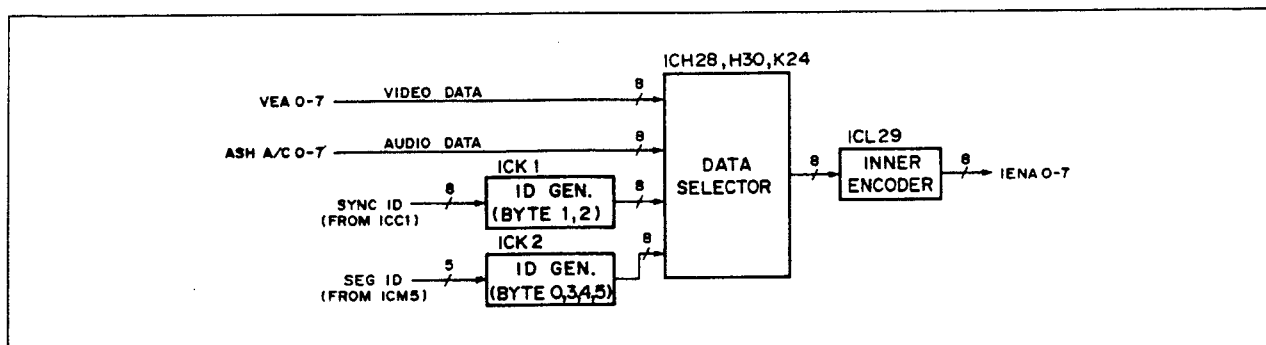 ICH28, H30, K24
VEA 0-7
VIDEO DATA
8
ASH A/C 0-7
AUDIO DATA
8
DATA
SELECTOR
8
ICL29
INNER
ENCODER
8
IENA 0-7
SYNC ID
(FROM ICC1)
8
ICK 1
ID GEN.
(BYTE 1,2)
8
SEG ID
(FROM ICM5)
5
ICK 2
ID GEN.
(BYTE 0,3,4,5)
8